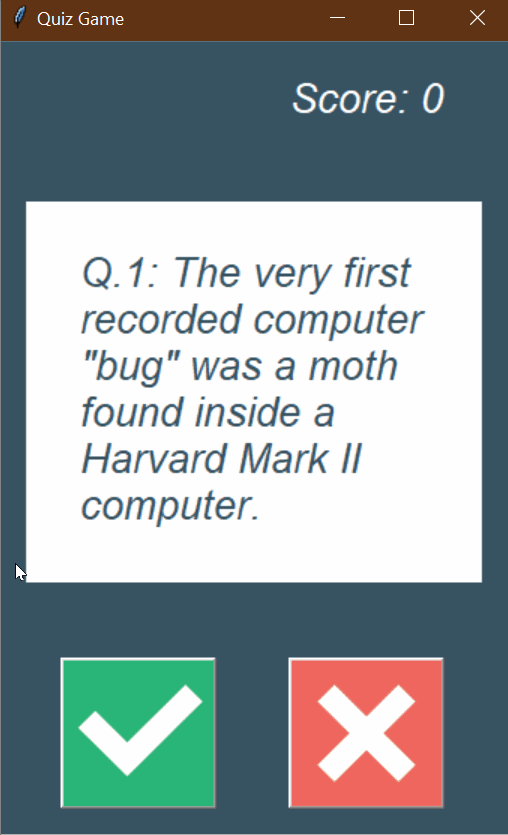 Quiz Game
Score: 0
Q.1: The very first
recorded computer
"bug" was a moth
found inside a
Harvard Mark II
computer.